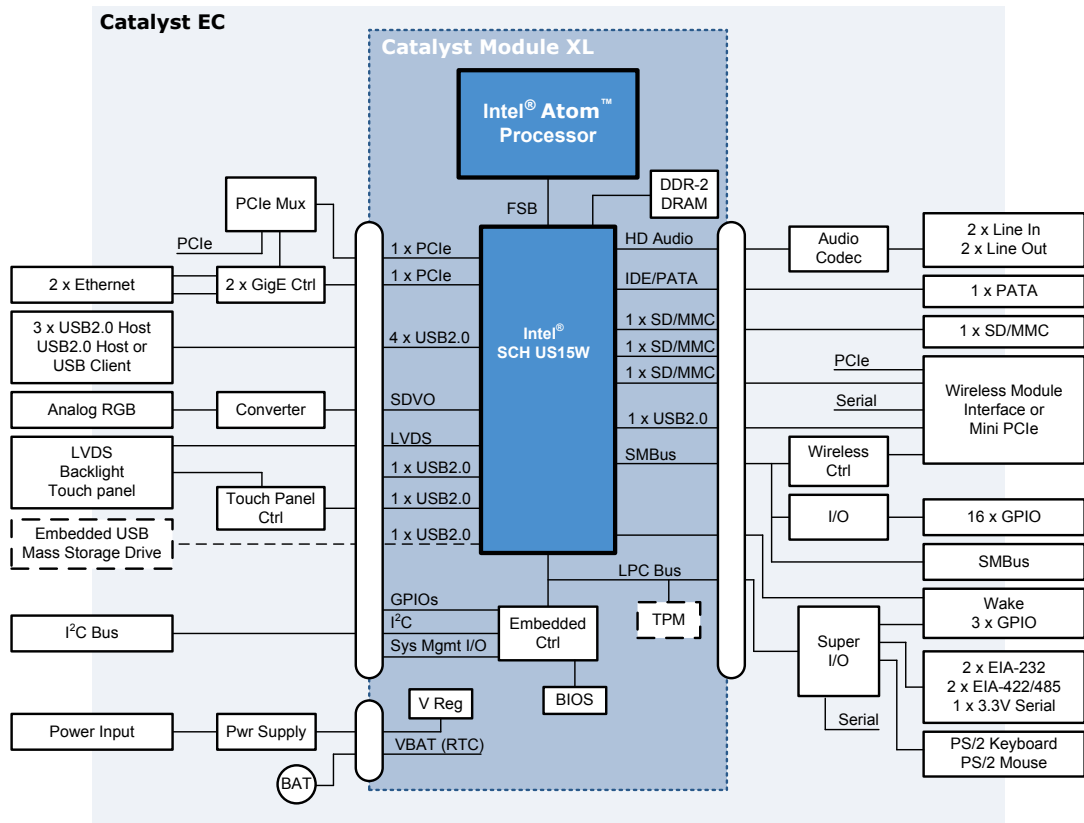 Catalyst EC
Catalyst Module XL
Intel® Atom™
Processor
FSB
DDR-2
DRAM
PCIe Mux
PCIe
2 x Ethernet
2 x GigE Ctrl
3 x USB2.0 Host
USB2.0 Host or
USB Client
Analog RGB
Converter
LVDS
Backlight
Touch panel
Touch Panel
Ctrl
Embedded USB
Mass Storage Drive
I²C Bus
Power Input
Pwr Supply
BAT
1 x PCIe
1 x PCIe
4 x USB2.0
SDVO
LVDS
1 x USB2.0
1 x USB2.0
1 x USB2.0
GPIOs
I²C
Sys Mgmt I/O
V Reg
VBAT (RTC)
Intel®
SCH US15W
Embedded
Ctrl
BIOS
LPC Bus
TPM
HD Audio
IDE/PATA
1 x SD/MMC
1 x SD/MMC
1 x SD/MMC
1 x USB2.0
SMBus
Audio
Codec
2 x Line In
2 x Line Out
1 x PATA
1 x SD/MMC
PCIe
Serial
Wireless Module
Interface or
Mini PCIe
Wireless
Ctrl
I/O
16 x GPIO
SMBus
Wake
3 x GPIO
Super
I/O
Serial
2 x EIA-232
2 x EIA-422/485
1 x 3.3V Serial
PS/2 Keyboard
PS/2 Mouse